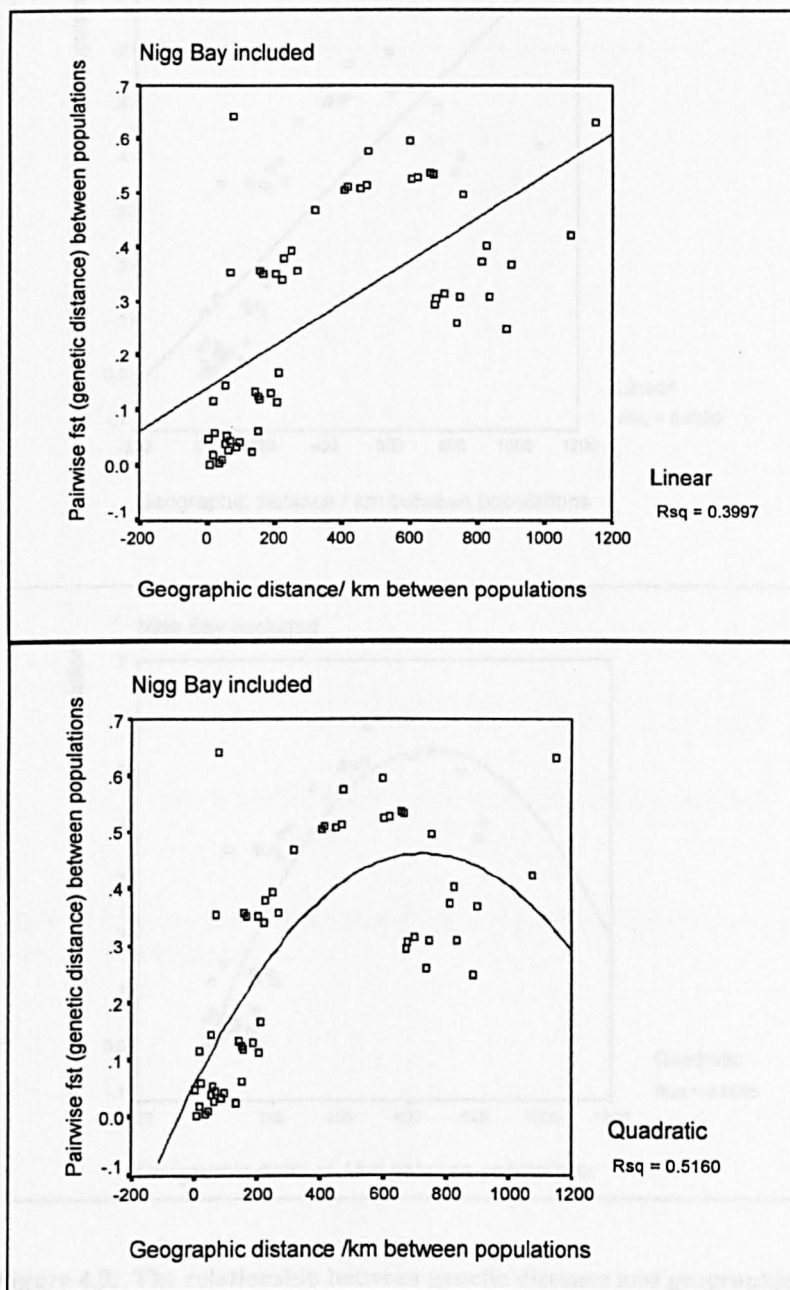 Nigg Bay included
Pairwise fst (genetic distance) between populations
.7
.6
.5
.4
.3
.2
.1
0.0
-.1
-200 0 200 400 600 800 1000 1200
Geographic distance/ km between populations
Linear
Rsq = 0.3997
Nigg Bay included
Pairwise fst (genetic distance) between populations
.7
.6
.5
.4
.3
.2
.1
0.0
-.1
-200 0 200 400 600 800 1000 1200
Geographic distance /km between populations
Quadratic
Rsq = 0.5160